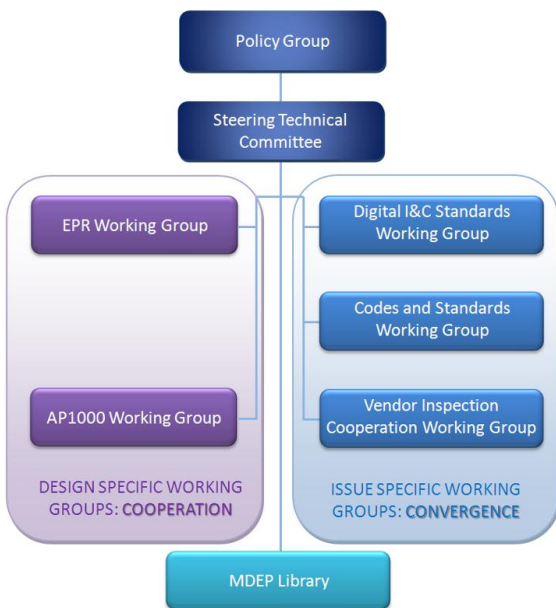 Policy Group
Steering Technical
Committee
EPR Working Group
AP1000 Working Group
DESIGN SPECIFIC WORKING
GROUPS: COOPERATION
Digital I&C Standards
Working Group
Codes and Standards
Working Group
Vendor Inspection
Cooperation Working Group
ISSUE SPECIFIC WORKING
GROUPS: CONVERGENCE
MDEP Library